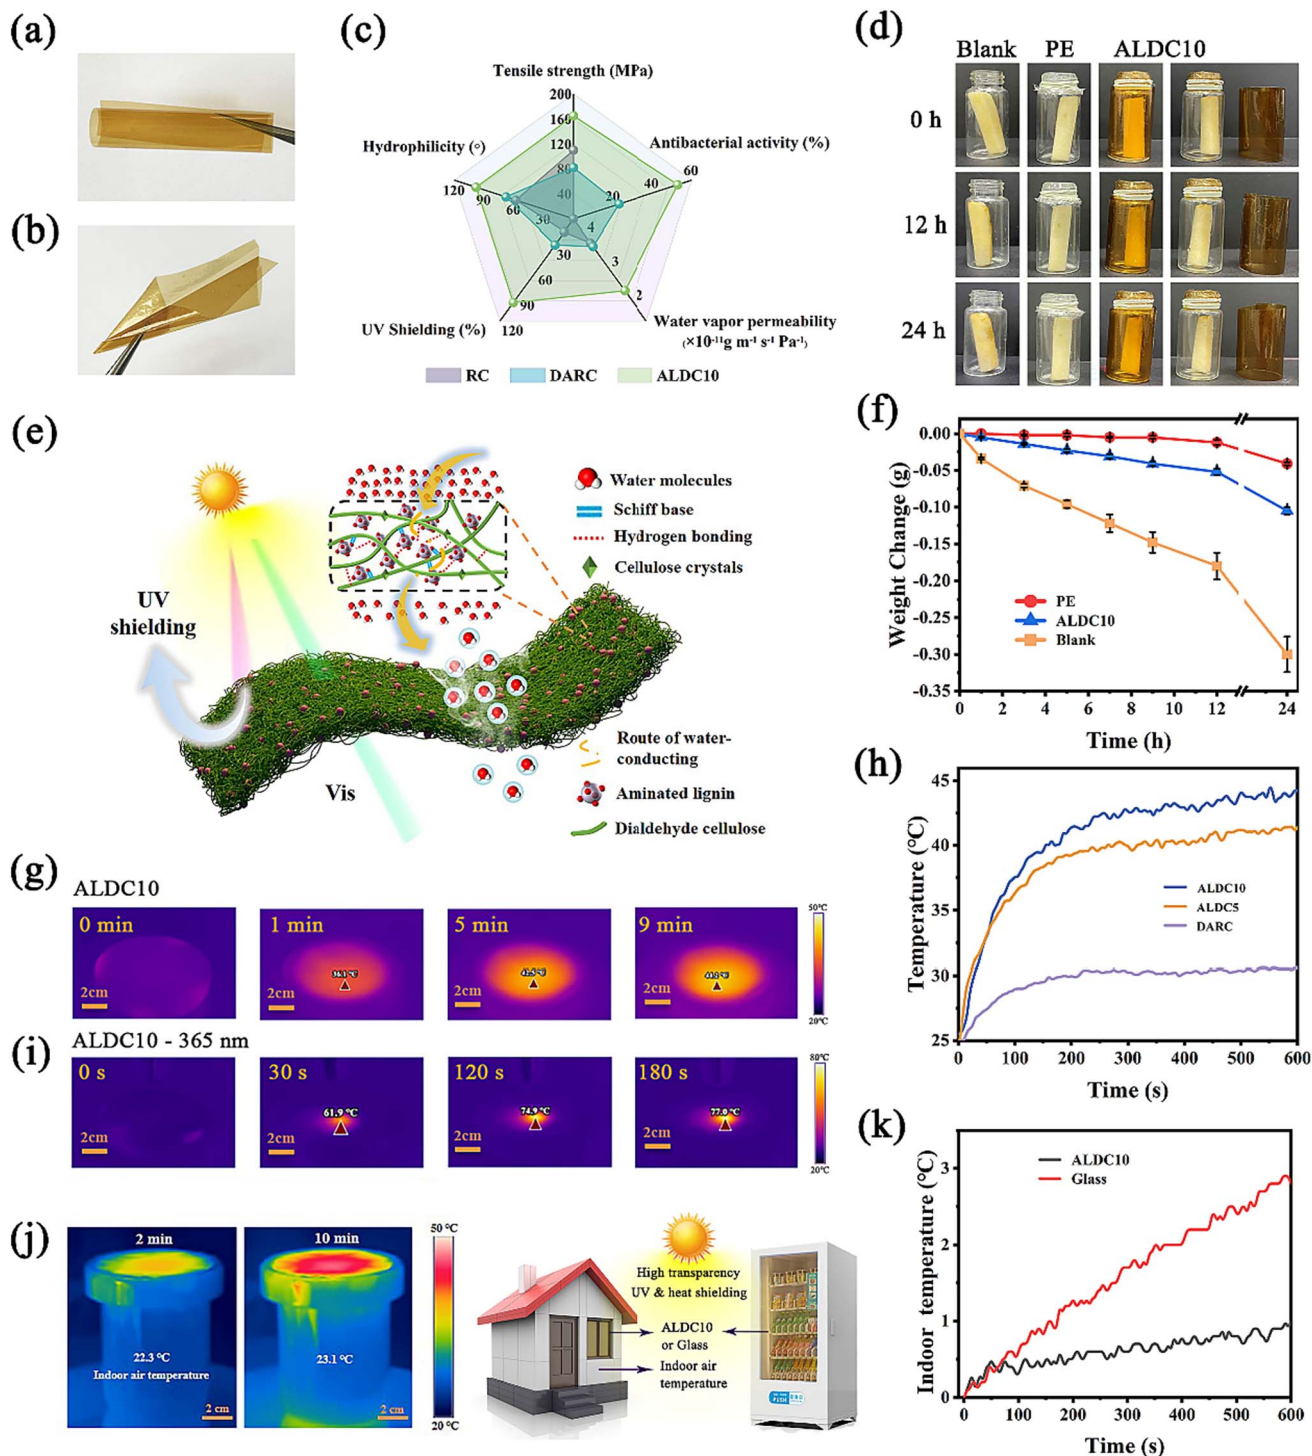 (a)
(b)
(c)
Tensile strength (MPa)
200
160
120
80
40
Hydrophilicity (○)
120
90
60
30
Antibacterial activity (%)
60
40
20
4
3
2
30
60
90
120
UV Shielding (%)
Water vapor permeability
(×10⁻¹¹g m⁻¹ s⁻¹ Pa⁻¹)
RC
DARC
ALDC10
(d)
Blank
PE
ALDC10
0 h
12 h
24 h
(e)
UV
shielding
Vis
Water molecules
Schiff base
Hydrogen bonding
Cellulose crystals
Route of water-
conducting
Aminated lignin
Dialdehyde cellulose
(f)
Weight Change (g)
0.00
-0.05
-0.10
-0.15
-0.20
-0.25
-0.30
-0.35
PE
ALDC10
Blank
0 2 4 6 8 10 12 24
Time (h)
(g)
ALDC10
0 min
2cm
1 min
36.1 °C
2cm
5 min
2cm
9 min
2cm
50°C
20°C
(h)
Temperature (℃)
45
40
35
30
25
ALDC10
ALDC5
DARC
0 100 200 300 400 500 600
Time (s)
(i)
ALDC10 - 365 nm
0 s
2cm
30 s
61.9 ℃
2cm
120 s
74.9 ℃
2cm
180 s
77.0 ℃
2cm
80°C
20°C
(j)
2 min
22.3 ℃
Indoor air temperature
2 cm
10 min
23.1 ℃
2 cm
50 ℃
20 ℃
High transparency
UV & heat shielding
ALDC10
or Glass
Indoor air
temperature
(k)
Indoor temperature (℃)
3
2
1
0
ALDC10
Glass
0 100 200 300 400 500 600
Time (s)